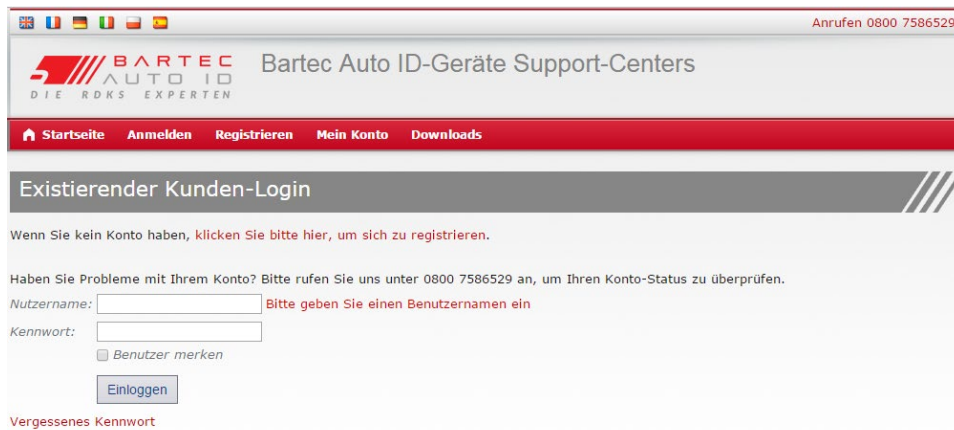 Anrufen 0800 7586529
BARTEC
AUTO ID
DIE RDKS EXPERTEN
Bartec Auto ID-Geräte Support-Centers
Startseite Anmelden Registrieren Mein Konto Downloads
Existierender Kunden-Login
Wenn Sie kein Konto haben, klicken Sie bitte hier, um sich zu registrieren.
Haben Sie Probleme mit Ihrem Konto? Bitte rufen Sie uns unter 0800 7586529 an, um Ihren Konto-Status zu überprüfen.
Nutzername: Bitte geben Sie einen Benutzernamen ein
Kennwort:
Benutzer merken
Einloggen
Vergessenes Kennwort